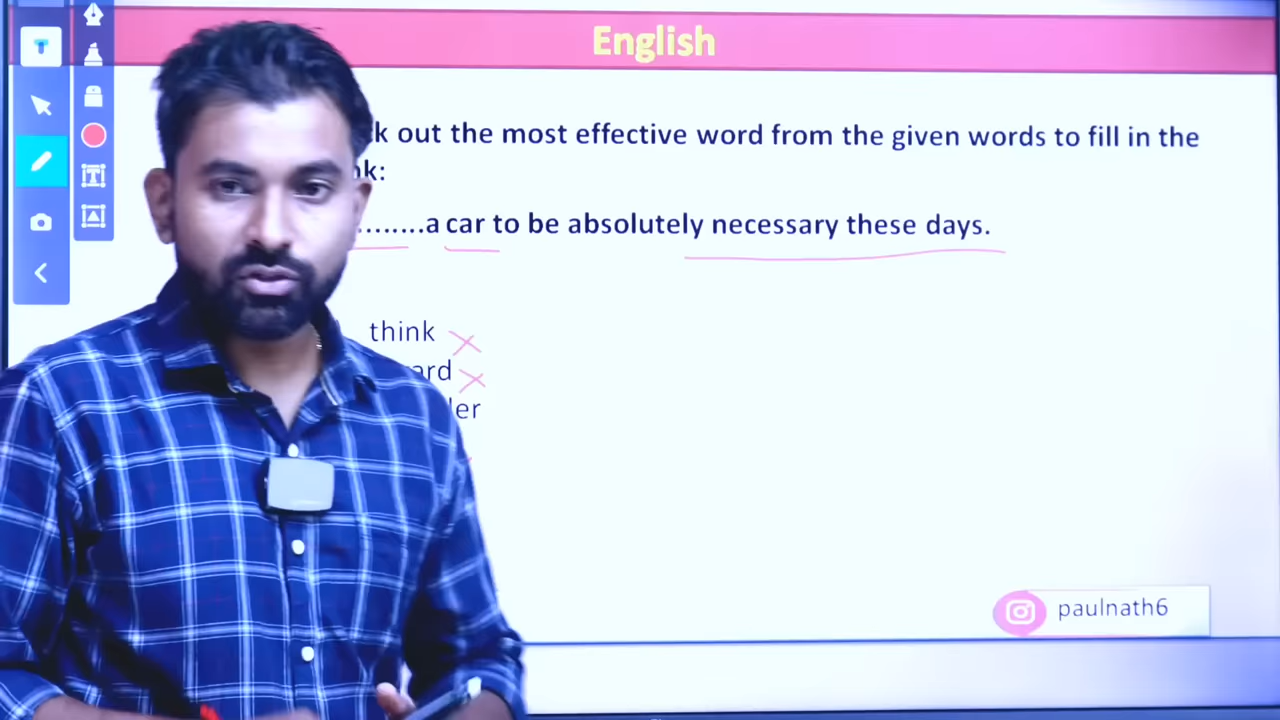 English
k out the most effective word from the given words to fill in the
nk:
........a car to be absolutely necessary these days.
think
ard
ler
paulnath6